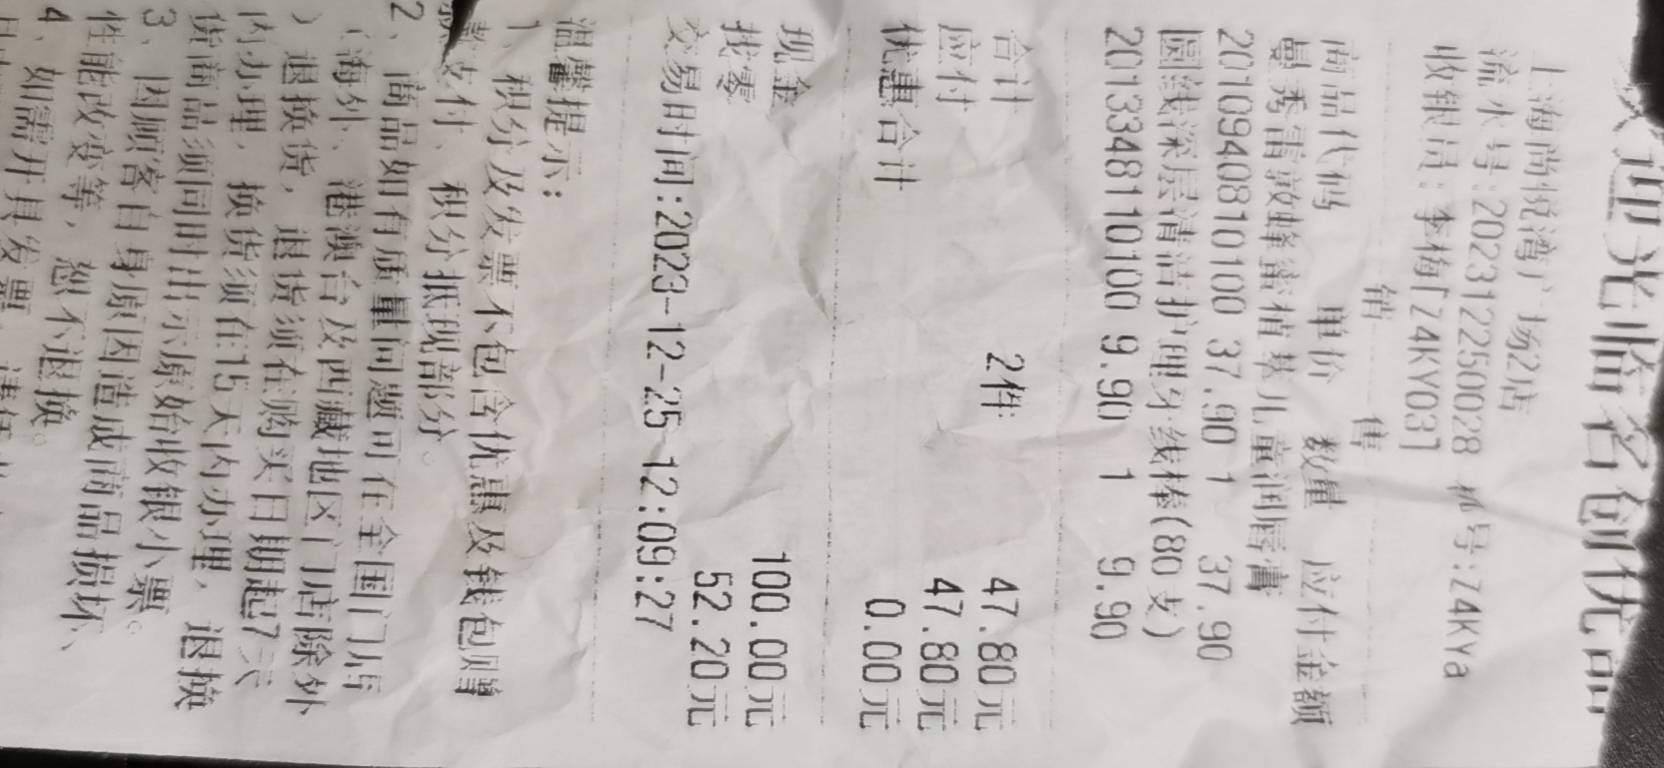 欢迎光临名创优品
上海尚悦湾广场2店
流水号:202312250028 机号:Z4KYa
收银员:李梅[Z4KY03]
销 售
商品代码 单价 数量 应付金额
曼秀雷敦蜂蜜植萃儿童润唇膏
2010940810100 37.90 1 37.90
圆线深层清洁护理牙线棒(80支)
2013348110100 9.90 1 9.90
合计 2件 47.80元
应付 47.80元
优惠合计 0.00元
现金 100.00元
找零 52.20元
交易时间:2023-12-25 12:09:27
温馨提示:
1、积分及发票不包含优惠及钱包赠
支付、积分抵现部分。
2、商品如有质量问题可在全国门店
(海外、港澳台及西藏地区门店除外
)退换货,退货须在购买日期起7天
内办理,换货须在15天内办理,退换
货商品须同时出示原始收银小票。
3、因顾客自身原因造成商品损坏、
性能改变等,恕不退换。
4、如需开具发票,请